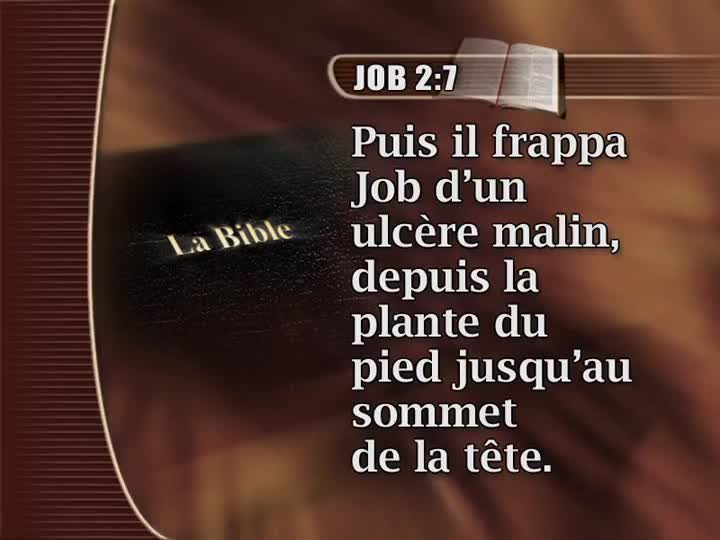 JOB 2:7
La Bible
Puis il frappa
Job d’un
ulcère malin,
depuis la
plante du
pied jusqu’au
sommet
de la tête.